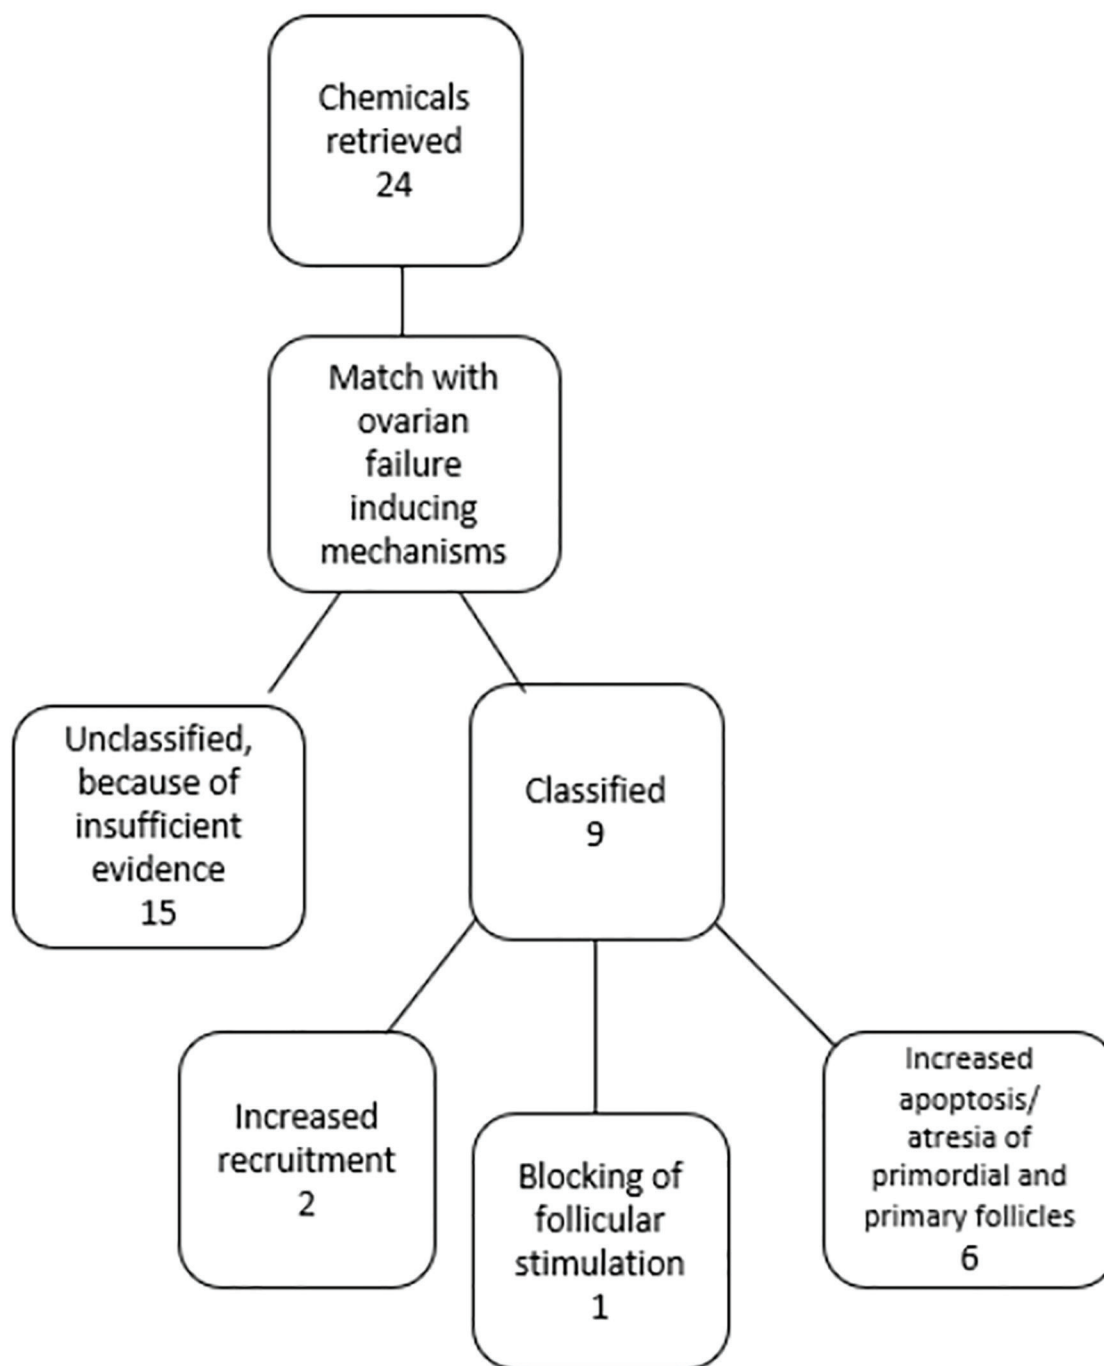 Chemicals
retrieved
24
Match with
ovarian
failure
inducing
mechanisms
Unclassified,
because of
insufficient
evidence
15
Classified
9
Increased
recruitment
2
Blocking of
follicular
stimulation
1
Increased
apoptosis/
atresia of
primordial and
primary follicles
6